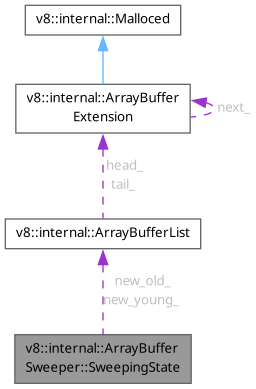 v8::internal::Malloced
v8::internal::ArrayBuffer
Extension
next_
head_
tail_
v8::internal::ArrayBufferList
new_old_
new_young_
v8::internal::ArrayBuffer
Sweeper::SweepingState